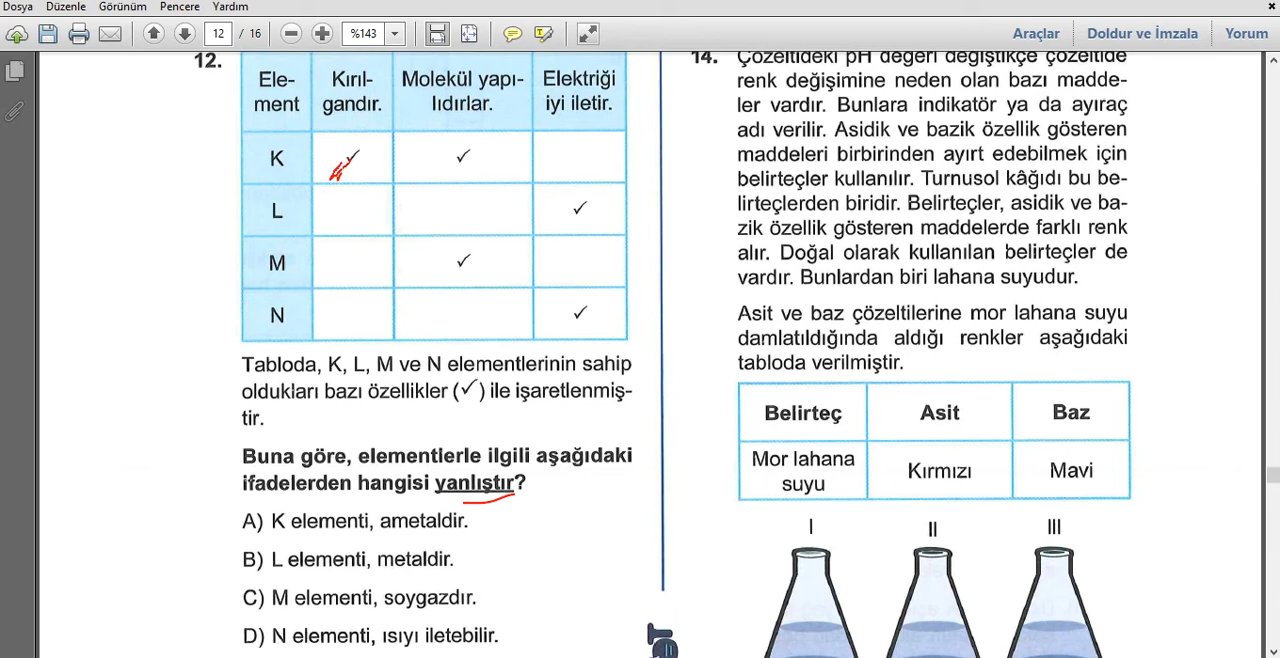 Dosya Düzenle Görünüm Pencere Yardım
12 / 16 %143 Araçlar Doldur ve İmzala Yorum
12.
Ele-
ment
Kırıl-
gandır.
Molekül yapı-
lıdırlar.
Elektriği
iyi iletir.
K ✓ ✓
L ✓
M ✓
N ✓
Tabloda, K, L, M ve N elementlerinin sahip
oldukları bazı özellikler (✓) ile işaretlenmiş-
tir.
Buna göre, elementlerle ilgili aşağıdaki
ifadelerden hangisi yanlıştır?
A) K elementi, ametaldir.
B) L elementi, metaldir.
C) M elementi, soygazdır.
D) N elementi, ısıyı iletebilir.
14. Çözeltideki pH değeri değiştikçe çözeltide
renk değişimine neden olan bazı madde-
ler vardır. Bunlara indikatör ya da ayıraç
adı verilir. Asidik ve bazik özellik gösteren
maddeleri birbirinden ayırt edebilmek için
belirteçler kullanılır. Turnusol kâğıdı bu be-
lirteçlerden biridir. Belirteçler, asidik ve ba-
zik özellik gösteren maddelerde farklı renk
alır. Doğal olarak kullanılan belirteçler de
vardır. Bunlardan biri lahana suyudur.
Asit ve baz çözeltilerine mor lahana suyu
damlatıldığında aldığı renkler aşağıdaki
tabloda verilmiştir.
Belirteç Asit Baz
Mor lahana
suyu
Kırmızı Mavi
I II III